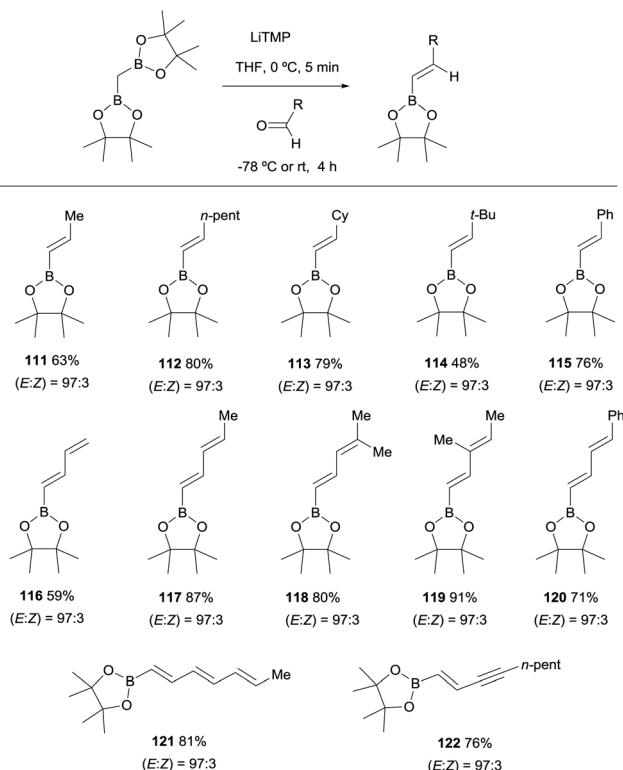 LiTMP
THF, 0 ºC, 5 min
R
O
H
-78 ºC or rt, 4 h
O
B
O
B
O
O
R
H
B
O
O
Me
B
O
O
111 63%
(E:Z) = 97:3
n-pent
B
O
O
112 80%
(E:Z) = 97:3
Cy
B
O
O
113 79%
(E:Z) = 97:3
t-Bu
B
O
O
114 48%
(E:Z) = 97:3
Ph
B
O
O
115 76%
(E:Z) = 97:3
B
O
O
116 59%
(E:Z) = 97:3
Me
B
O
O
117 87%
(E:Z) = 97:3
Me
Me
B
O
O
118 80%
(E:Z) = 97:3
Me
Me
B
O
O
119 91%
(E:Z) = 97:3
Ph
B
O
O
120 71%
(E:Z) = 97:3
O
B
O
Me
121 81%
(E:Z) = 97:3
O
B
O
n-pent
122 76%
(E:Z) = 97:3